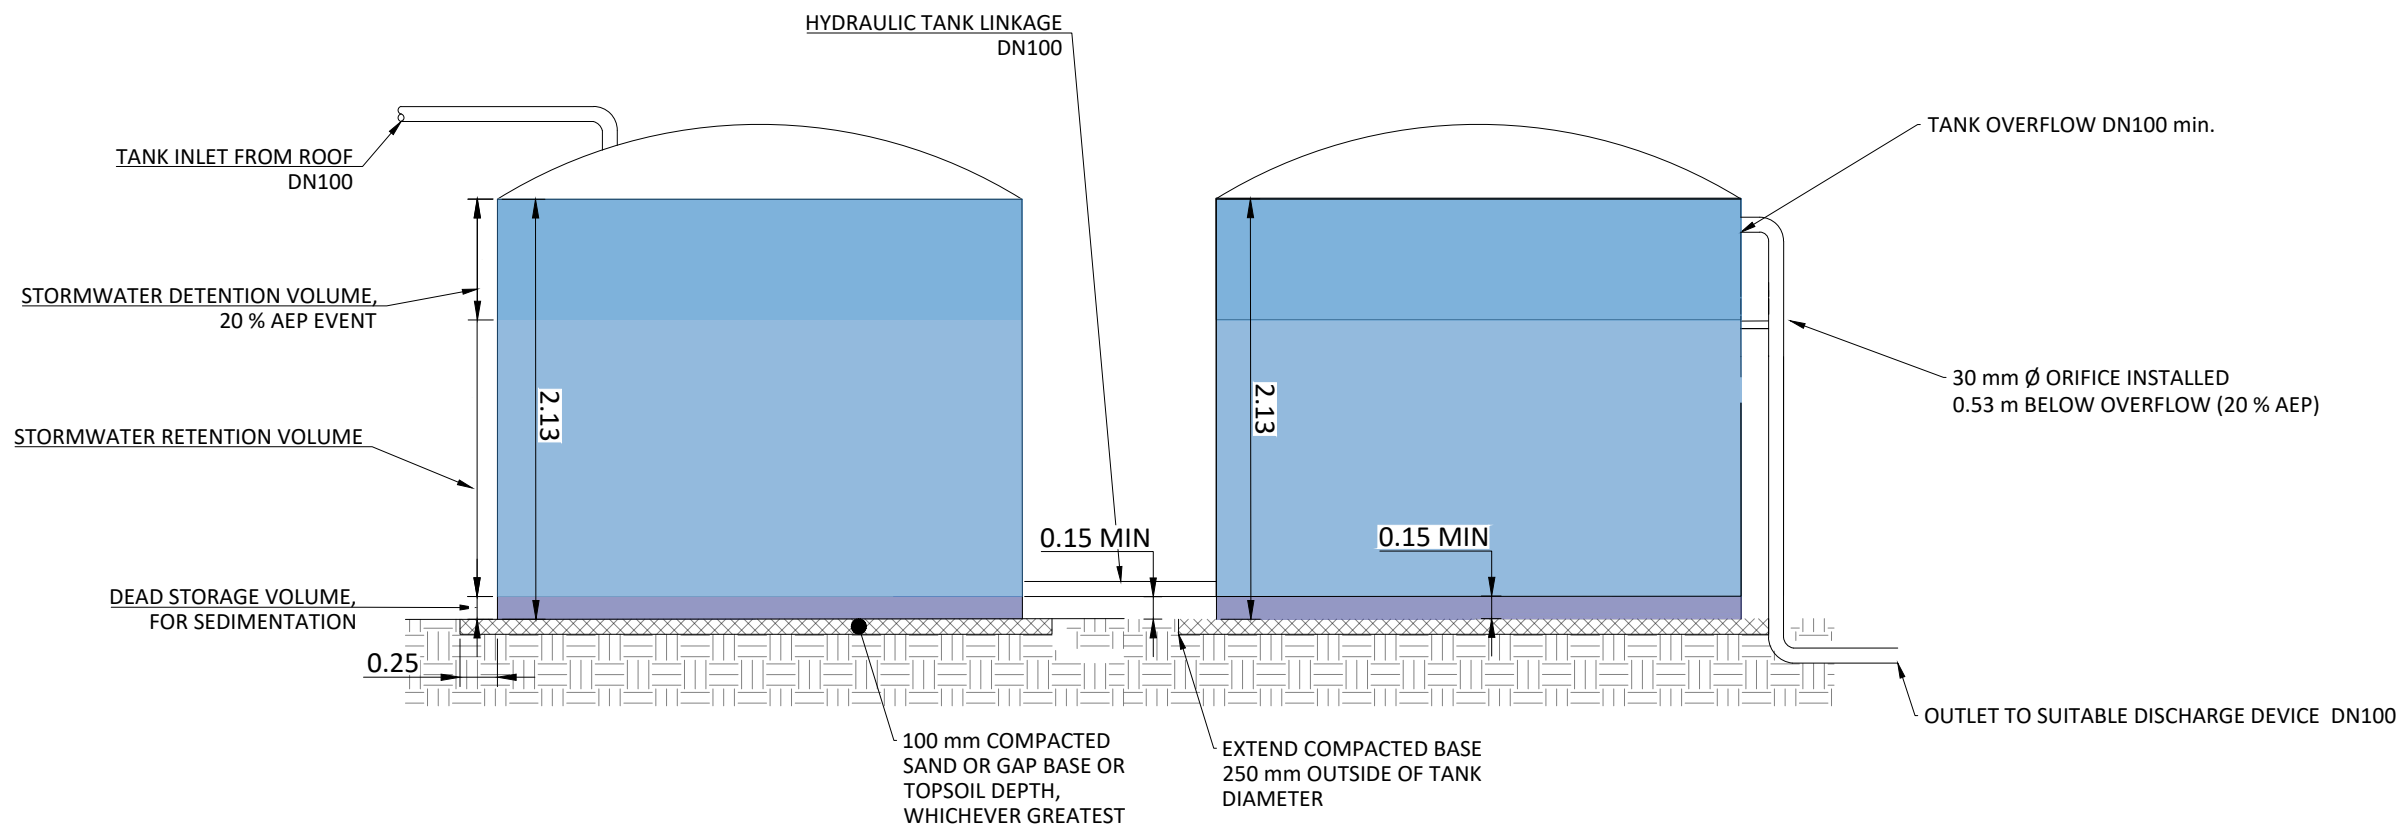 HYDRAULIC TANK LINKAGE
DN100
TANK INLET FROM ROOF
DN100
TANK OVERFLOW DN100 min.
STORMWATER DETENTION VOLUME,
20 % AEP EVENT
30 mm Ø ORIFICE INSTALLED
0.53 m BELOW OVERFLOW (20 % AEP)
2.13
2.13
STORMWATER RETENTION VOLUME
0.15 MIN
0.15 MIN
DEAD STORAGE VOLUME,
FOR SEDIMENTATION
0.25
OUTLET TO SUITABLE DISCHARGE DEVICE DN100
100 mm COMPACTED
SAND OR GAP BASE OR
TOPSOIL DEPTH,
WHICHEVER GREATEST
EXTEND COMPACTED BASE
250 mm OUTSIDE OF TANK
DIAMETER